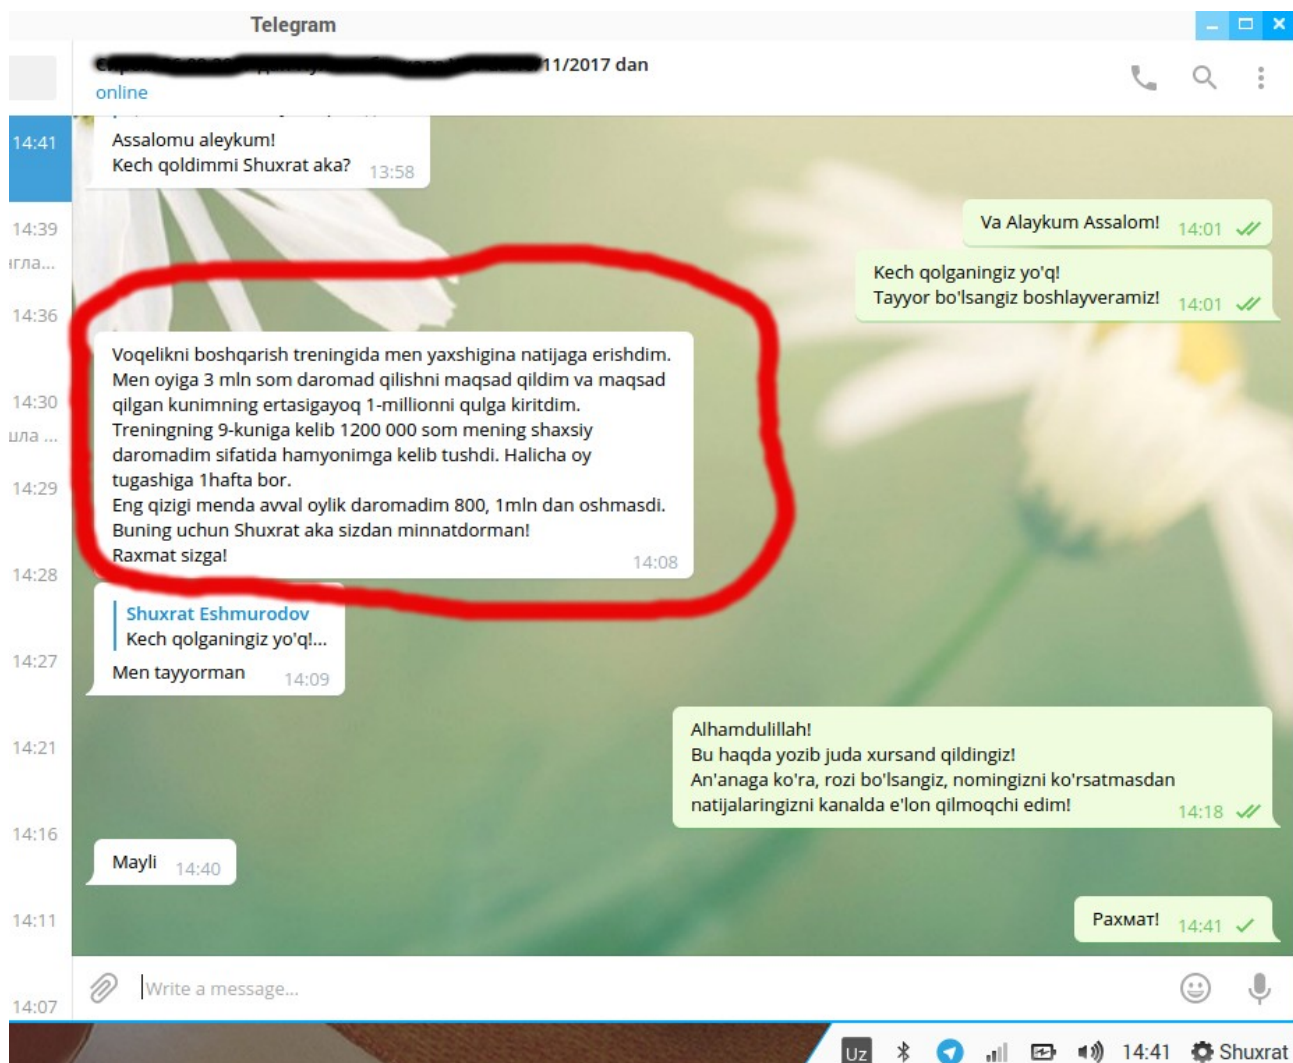 Telegram
11/2017 dan
online
14:41
14:39
14:36
14:30
14:29
14:28
14:27
14:21
14:16
14:11
14:07
Assalomu aleykum!
Kech qoldimmi Shuxrat aka? 13:58
Va Alaykum Assalom! 14:01
Kech qolganingiz yo'q!
Tayyor bo'lsangiz boshlayveramiz! 14:01
Voqelikni boshqarish treningida men yaxshigina natijaga erishdim.
Men oyiga 3 mln som daromad qilishni maqsad qildim va maqsad
qilgan kunimning ertasigayoq 1-millionni qulga kiritdim.
Treningning 9-kuniga kelib 1200 000 som mening shaxsiy
daromadim sifatida hamyonimga kelib tushdi. Halicha oy
tugashiga 1hafta bor.
Eng qizigi menda avval oylik daromadim 800, 1mln dan oshmasdi.
Buning uchun Shuxrat aka sizdan minnatdorman!
Raxmat sizga! 14:08
Shuxrat Eshmurodov
Kech qolganingiz yo'q!...
Men tayyorman 14:09
Alhamdulillah!
Bu haqda yozib juda xursand qildingiz!
An'anaga ko'ra, rozi bo'lsangiz, nomingizni ko'rsatmasdan
natijalaringizni kanalda e'lon qilmoqchi edim! 14:18
Mayli 14:40
Рахмат! 14:41
Write a message...
Uz 14:41 Shuxrat